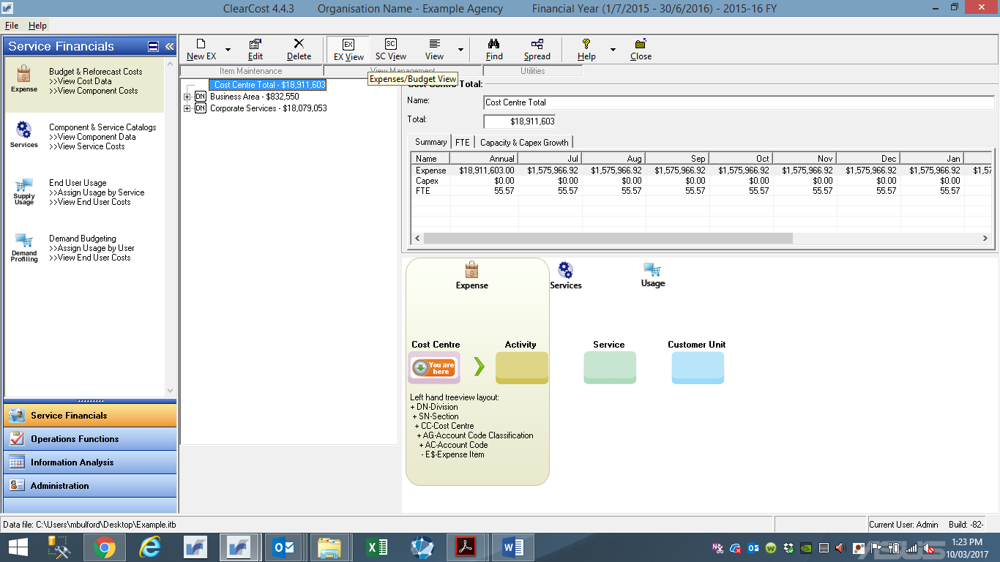 ClearCost 4.4.3 Organisation Name - Example Agency Financial Year (1/7/2015 - 30/6/2016) - 2015-16 FY
File Help
Service Financials
Expense
Budget & Reforecast Costs
>>View Cost Data
>>View Component Costs
Services
Component & Service Catalogs
>>View Component Data
>>View Service Costs
Supply Usage
End User Usage
>>Assign Usage by Service
>>View End User Costs
Demand Profiling
Demand Budgeting
>>Assign Usage by User
>>View End User Costs
Service Financials
Operations Functions
Information Analysis
Administration
New EX Edit Delete EX EX View SC SC View View Find Spread Help Close
Item Maintenance View Management Utilities
Expenses/Budget View
Cost Centre Total - $18,911,603
DN Business Area - $832,550
DN Corporate Services - $18,079,053
Cost Centre Total:
Name: Cost Centre Total
Total: $18,911,603
Summary FTE Capacity & Capex Growth
Name Annual Jul Aug Sep Oct Nov Dec Jan
Expense $18,911,603.00 $1,575,966.92 $1,575,966.92 $1,575,966.92 $1,575,966.92 $1,575,966.92 $1,575,966.92 $1,575,966.92 $1,57
Capex $0.00 $0.00 $0.00 $0.00 $0.00 $0.00 $0.00 $0.00
FTE 55.57 55.57 55.57 55.57 55.57 55.57 55.57 55.57
Expense Services Usage
Cost Centre Activity Service Customer Unit
You are here
Left hand treeview layout:
+ DN-Division
+ SN-Section
+ CC-Cost Centre
+ AG-Account Code Classification
+ AC-Account Code
- E$-Expense Item
Data file: C:\Users\mbulford\Desktop\Example.itb
Current User: Admin Build: -82-
ASUS
1:23 PM
10/03/2017